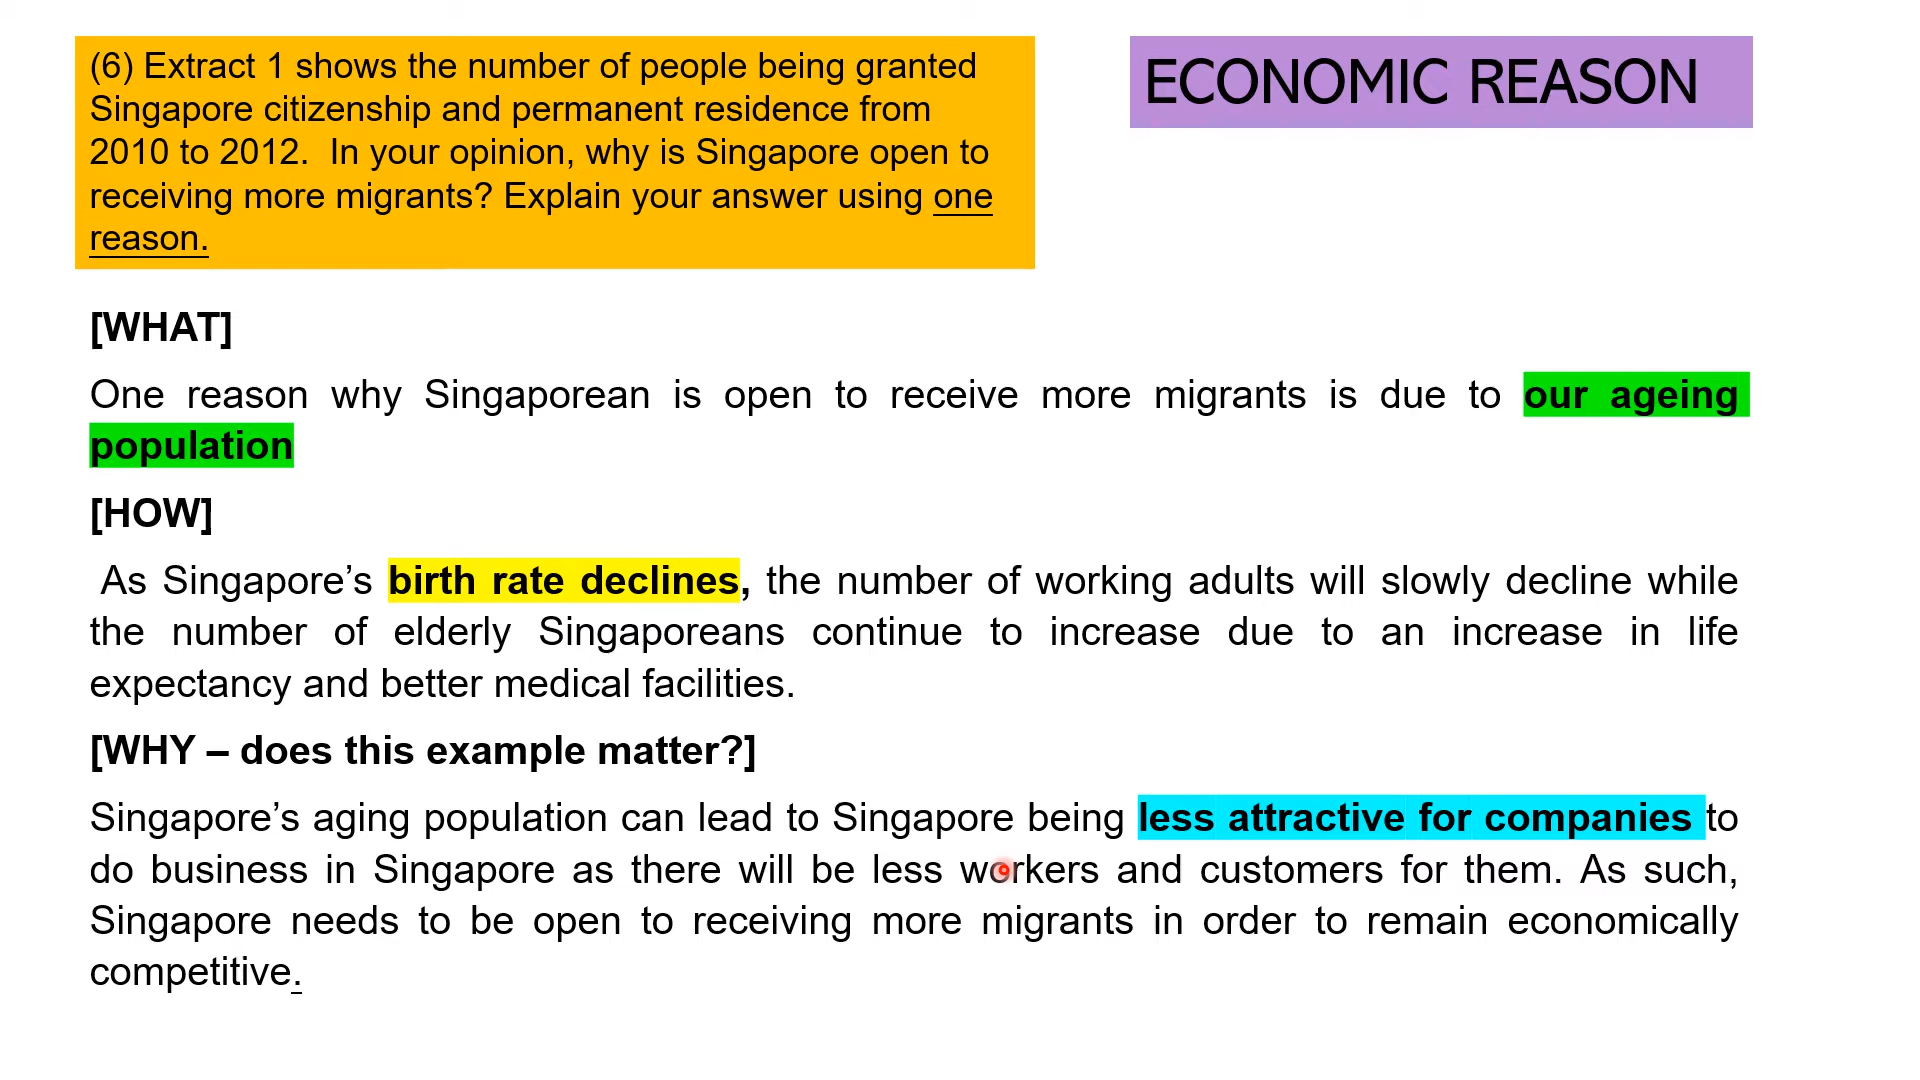 (6) Extract 1 shows the number of people being granted
Singapore citizenship and permanent residence from
2010 to 2012.  In your opinion, why is Singapore open to
receiving more migrants? Explain your answer using one
reason.
ECONOMIC REASON
[WHAT]
One reason why Singaporean is open to receive more migrants is due to our ageing
population
[HOW]
As Singapore’s birth rate declines, the number of working adults will slowly decline while
the number of elderly Singaporeans continue to increase due to an increase in life
expectancy and better medical facilities.
[WHY – does this example matter?]
Singapore’s aging population can lead to Singapore being less attractive for companies to
do business in Singapore as there will be less workers and customers for them. As such,
Singapore needs to be open to receiving more migrants in order to remain economically
competitive.